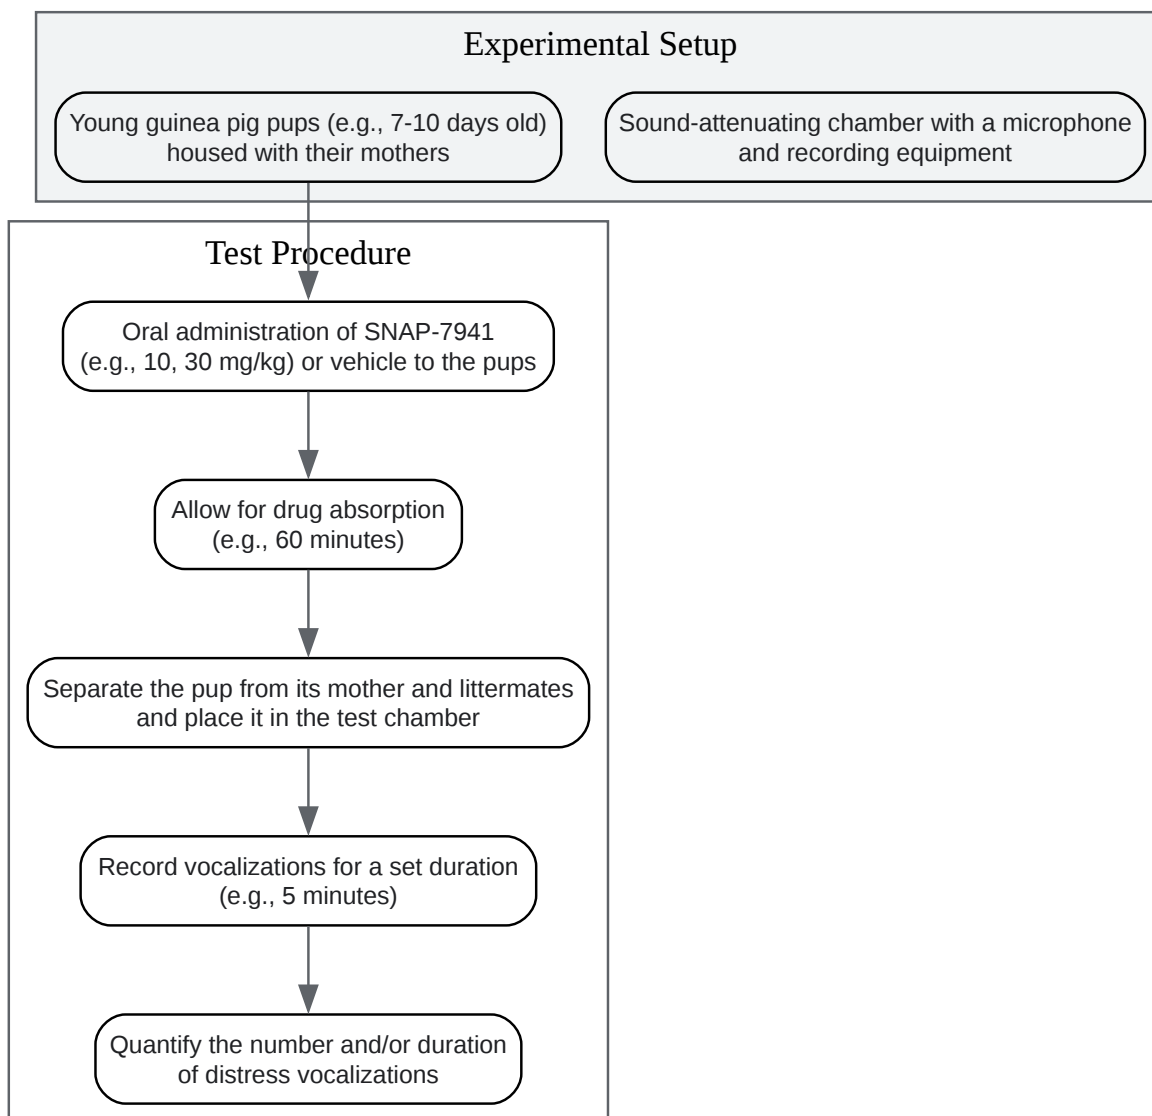 Experimental Setup
Young guinea pig pups (e.g., 7-10 days old)
housed with their mothers
Sound-attenuating chamber with a microphone
and recording equipment
Test Procedure
Oral administration of SNAP-7941
(e.g., 10, 30 mg/kg) or vehicle to the pups
Allow for drug absorption
(e.g., 60 minutes)
Separate the pup from its mother and littermates
and place it in the test chamber
Record vocalizations for a set duration
(e.g., 5 minutes)
Quantify the number and/or duration
of distress vocalizations